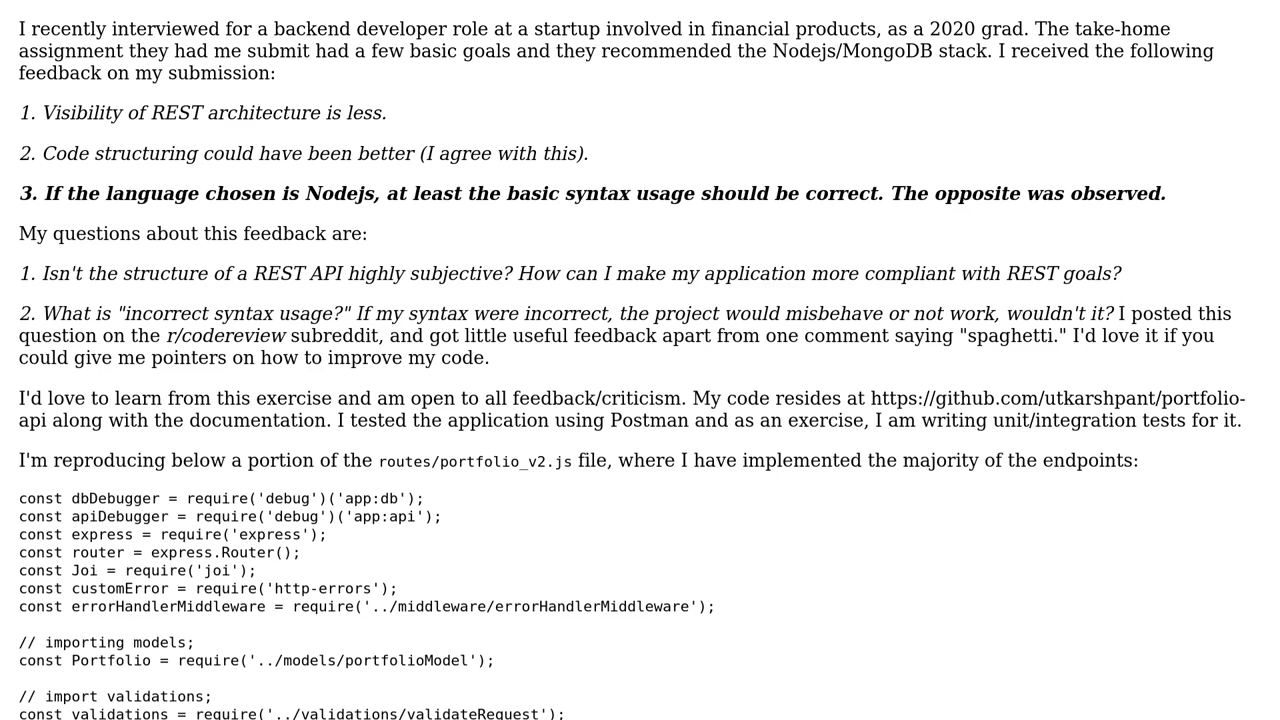 I recently interviewed for a backend developer role at a startup involved in financial products, as a 2020 grad. The take-home
assignment they had me submit had a few basic goals and they recommended the Nodejs/MongoDB stack. I received the following
feedback on my submission:
1. Visibility of REST architecture is less.
2. Code structuring could have been better (I agree with this).
3. If the language chosen is Nodejs, at least the basic syntax usage should be correct. The opposite was observed.
My questions about this feedback are:
1. Isn't the structure of a REST API highly subjective? How can I make my application more compliant with REST goals?
2. What is "incorrect syntax usage?" If my syntax were incorrect, the project would misbehave or not work, wouldn't it? I posted this
question on the r/codereview subreddit, and got little useful feedback apart from one comment saying "spaghetti." I'd love it if you
could give me pointers on how to improve my code.
I'd love to learn from this exercise and am open to all feedback/criticism. My code resides at https://github.com/utkarshpant/portfolio-
api along with the documentation. I tested the application using Postman and as an exercise, I am writing unit/integration tests for it.
I'm reproducing below a portion of the routes/portfolio_v2.js file, where I have implemented the majority of the endpoints:
const dbDebugger = require('debug')('app:db');
const apiDebugger = require('debug')('app:api');
const express = require('express');
const router = express.Router();
const Joi = require('joi');
const customError = require('http-errors');
const errorHandlerMiddleware = require('../middleware/errorHandlerMiddleware');
// importing models;
const Portfolio = require('../models/portfolioModel');
// import validations;
const validations = require('../validations/validateRequest');